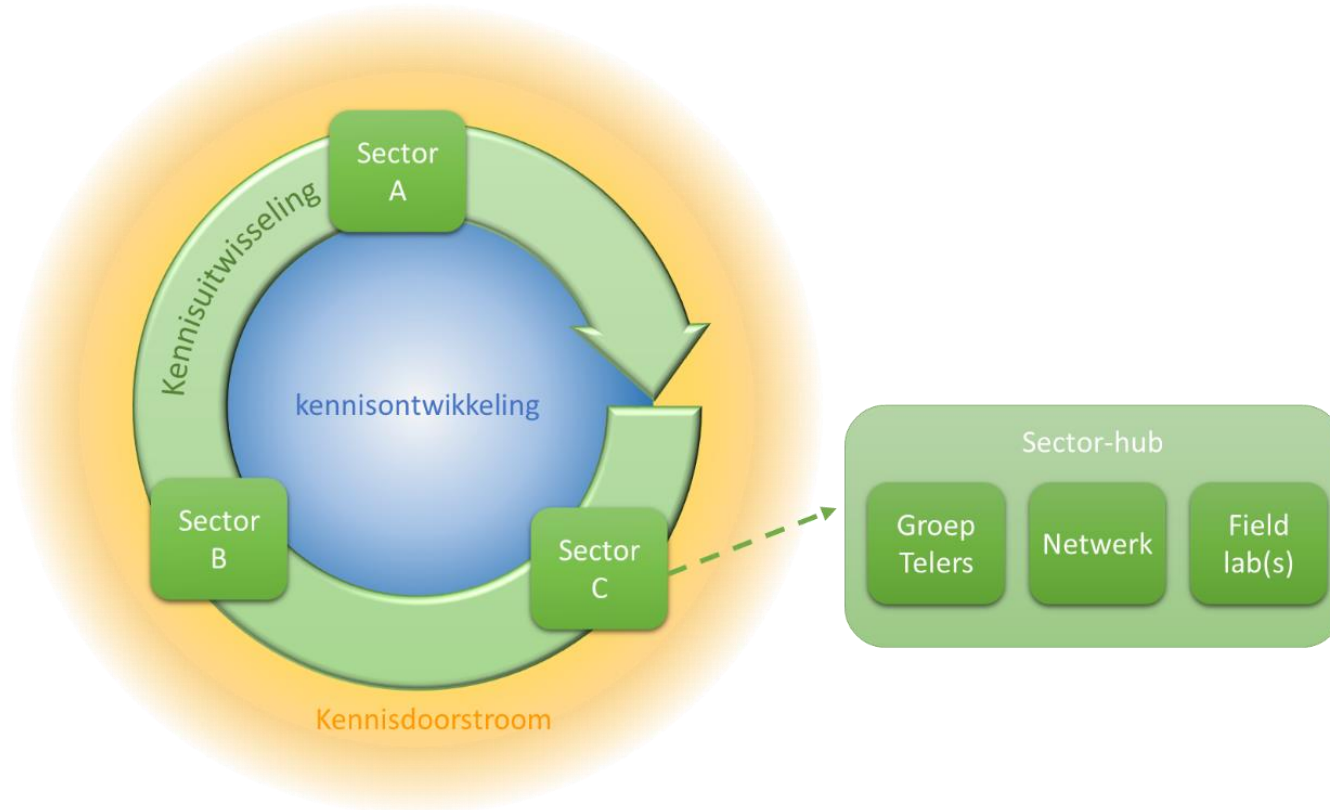 Sector
A
Kennisuitwisseling
kennisontwikkeling
Sector
B
Sector
C
Kennisdoorstroom
Sector-hub
Groep
Telers
Netwerk
Field
lab(s)